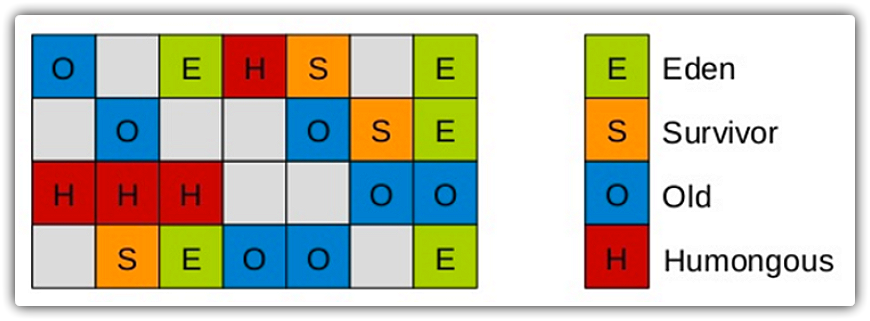 O E H S E
O O S E
H H H O O
S E O O E
E Eden
S Survivor
O Old
H Humongous